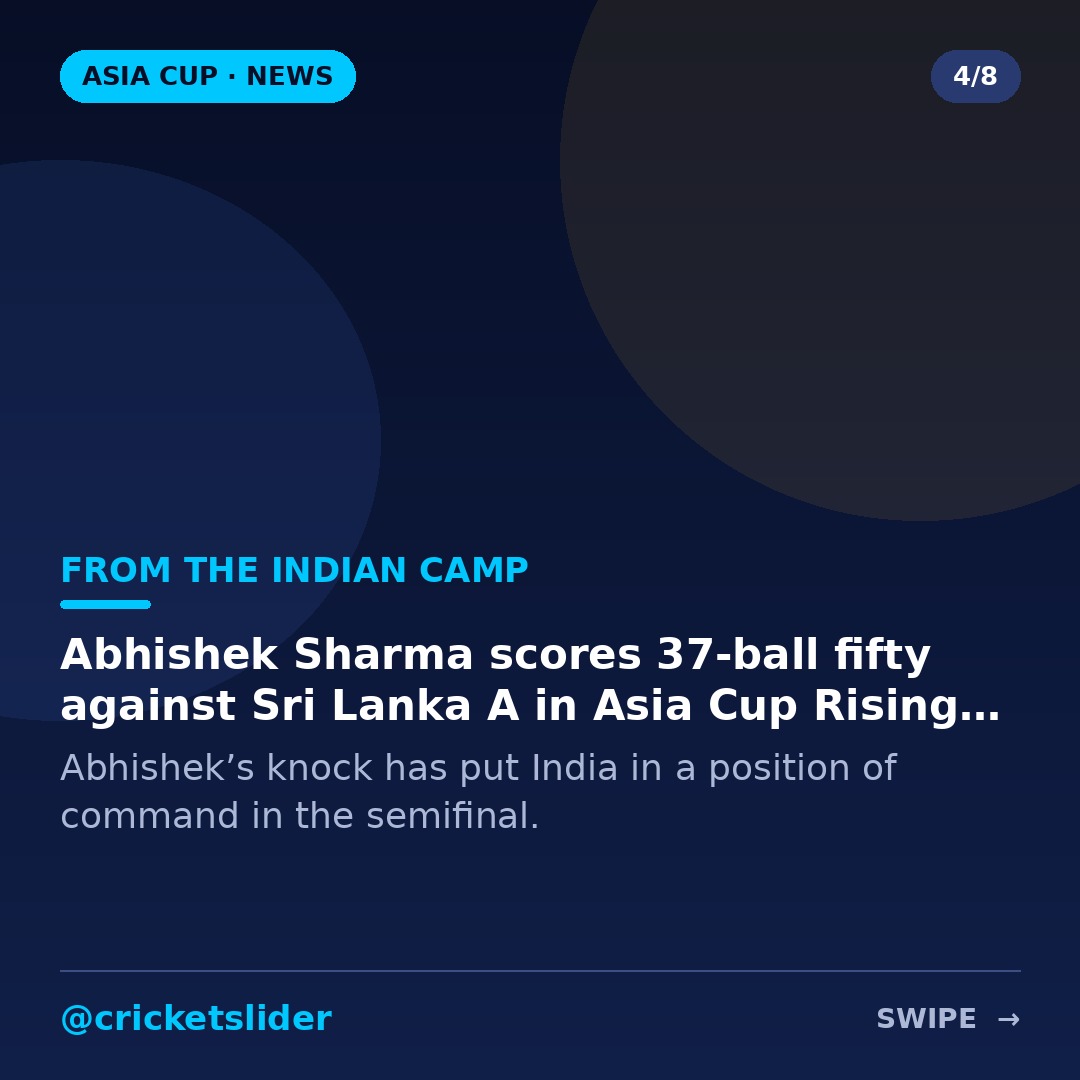 ASIA CUP · NEWS
4/8
FROM THE INDIAN CAMP
Abhishek Sharma scores 37-ball fifty
against Sri Lanka A in Asia Cup Rising…
Abhishek’s knock has put India in a position of
command in the semifinal.
@cricketslider
SWIPE →